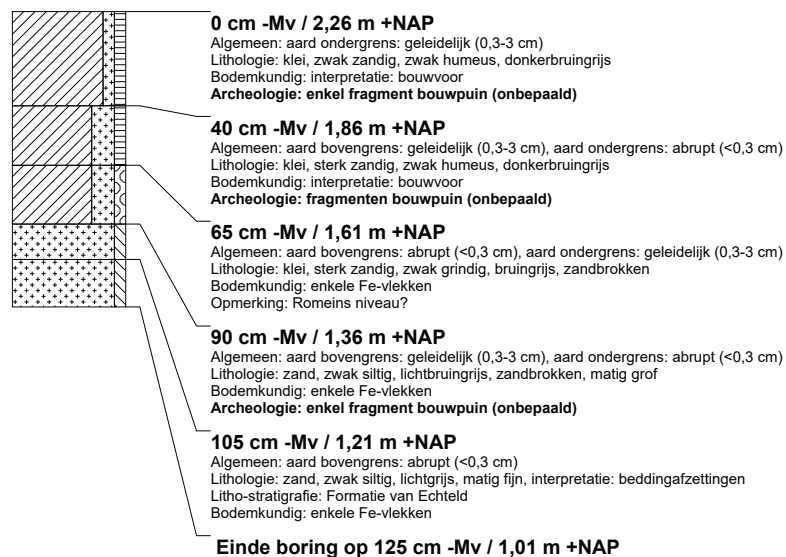 0 cm -Mv / 2,26 m +NAP
Algemeen: aard ondergrens: geleidelijk (0,3-3 cm)
Lithologie: klei, zwak zandig, zwak humeus, donkerbruingrijs
Bodemkundig: interpretatie: bouwvoor
Archeologie: enkel fragment bouwpuin (onbepaald)
40 cm -Mv / 1,86 m +NAP
Algemeen: aard bovengrens: geleidelijk (0,3-3 cm), aard ondergrens: abrupt (<0,3 cm)
Lithologie: klei, sterk zandig, zwak humeus, donkerbruingrijs
Bodemkundig: interpretatie: bouwvoor
Archeologie: fragmenten bouwpuin (onbepaald)
65 cm -Mv / 1,61 m +NAP
Algemeen: aard bovengrens: abrupt (<0,3 cm), aard ondergrens: geleidelijk (0,3-3 cm)
Lithologie: klei, sterk zandig, zwak grindig, bruingrijs, zandbrokken
Bodemkundig: enkele Fe-vlekken
Opmerking: Romeins niveau?
90 cm -Mv / 1,36 m +NAP
Algemeen: aard bovengrens: geleidelijk (0,3-3 cm), aard ondergrens: abrupt (<0,3 cm)
Lithologie: zand, zwak siltig, lichtbruingrijs, zandbrokken, matig grof
Bodemkundig: enkele Fe-vlekken
Archeologie: enkel fragment bouwpuin (onbepaald)
105 cm -Mv / 1,21 m +NAP
Algemeen: aard bovengrens: abrupt (<0,3 cm)
Lithologie: zand, zwak siltig, lichtgrijs, matig fijn, interpretatie: beddingafzettingen
Litho-stratigrafie: Formatie van Echteld
Bodemkundig: enkele Fe-vlekken
Einde boring op 125 cm -Mv / 1,01 m +NAP